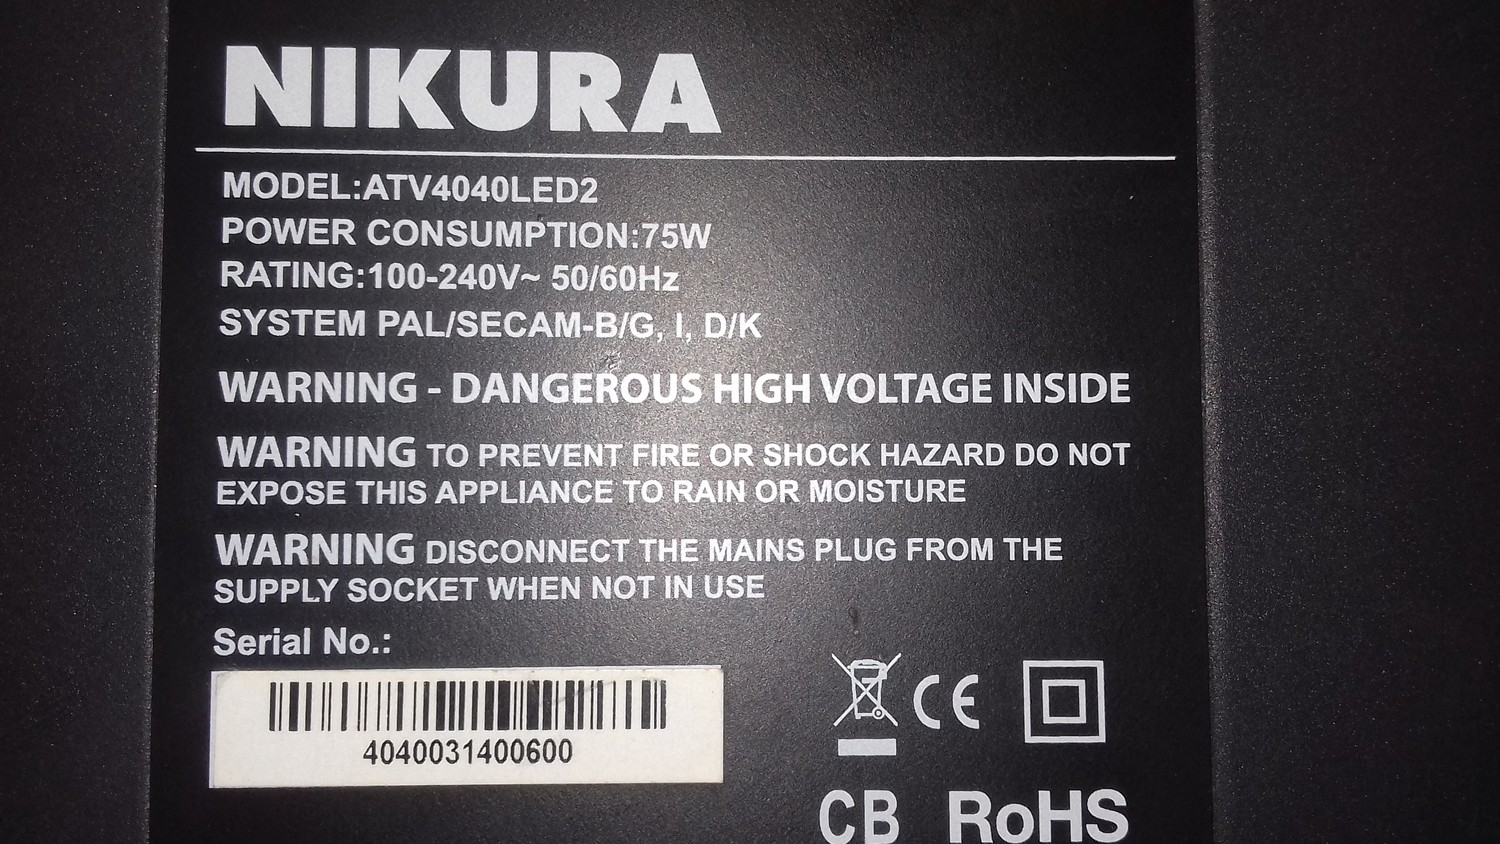 NIKURA
MODEL:ATV4040LED2
POWER CONSUMPTION:75W
RATING:100-240V~ 50/60Hz
SYSTEM PAL/SECAM-B/G, I, D/K
WARNING - DANGEROUS HIGH VOLTAGE INSIDE
WARNING TO PREVENT FIRE OR SHOCK HAZARD DO NOT
EXPOSE THIS APPLIANCE TO RAIN OR MOISTURE
WARNING DISCONNECT THE MAINS PLUG FROM THE
SUPPLY SOCKET WHEN NOT IN USE
Serial No.:
4040031400600
CE
CB RoHS